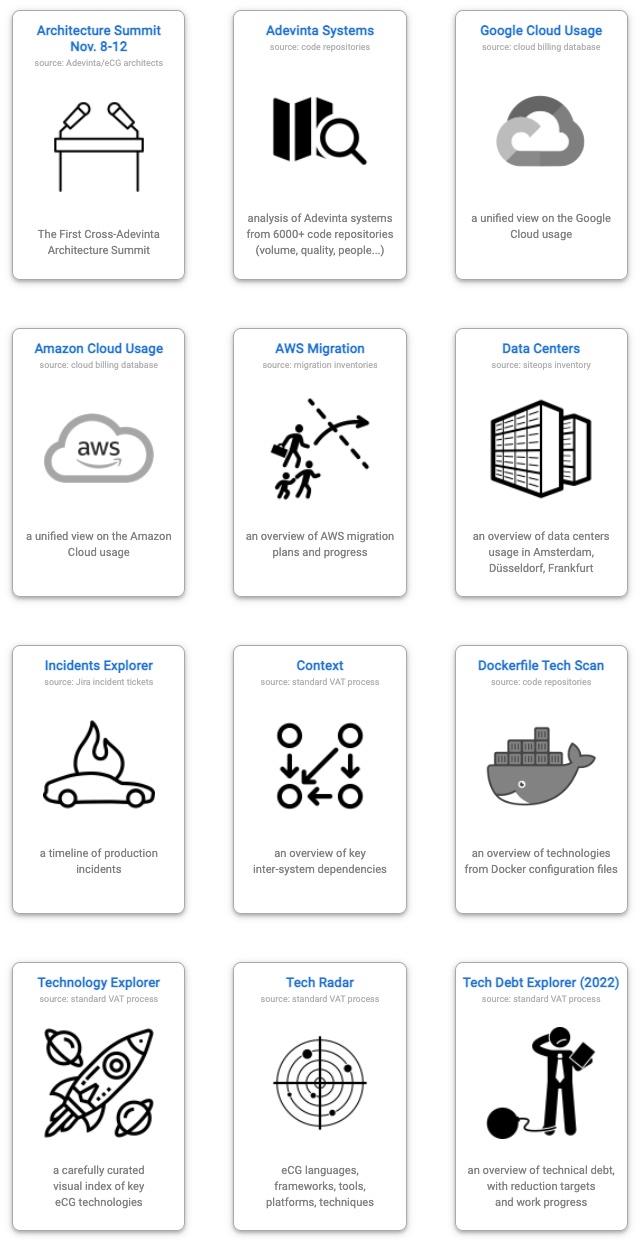 Architecture Summit
Nov. 8-12
source: Adevinta/eCG architects
The First Cross-Adevinta
Architecture Summit
Adevinta Systems
source: code repositories
analysis of Adevinta systems
from 6000+ code repositories
(volume, quality, people...)
Google Cloud Usage
source: cloud billing database
a unified view on the Google
Cloud usage
Amazon Cloud Usage
source: cloud billing database
aws
a unified view on the Amazon
Cloud usage
AWS Migration
source: migration inventories
an overview of AWS migration
plans and progress
Data Centers
source: siteops inventory
an overview of data centers
usage in Amsterdam,
Düsseldorf, Frankfurt
Incidents Explorer
source: Jira incident tickets
a timeline of production
incidents
Context
source: standard VAT process
an overview of key
inter-system dependencies
Dockerfile Tech Scan
source: code repositories
an overview of technologies
from Docker configuration files
Technology Explorer
source: standard VAT process
a carefully curated
visual index of key
eCG technologies
Tech Radar
source: standard VAT process
eCG languages,
frameworks, tools,
platforms, techniques
Tech Debt Explorer (2022)
source: standard VAT process
an overview of technical debt,
with reduction targets
and work progress